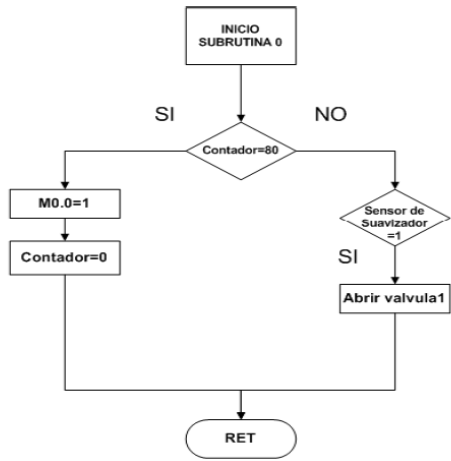 INICIO
SUBRUTINA 0
SI
NO
Contador=80
M0.0=1
Sensor de
Suavizador
=1
Contador=0
SI
Abrir valvula1
RET